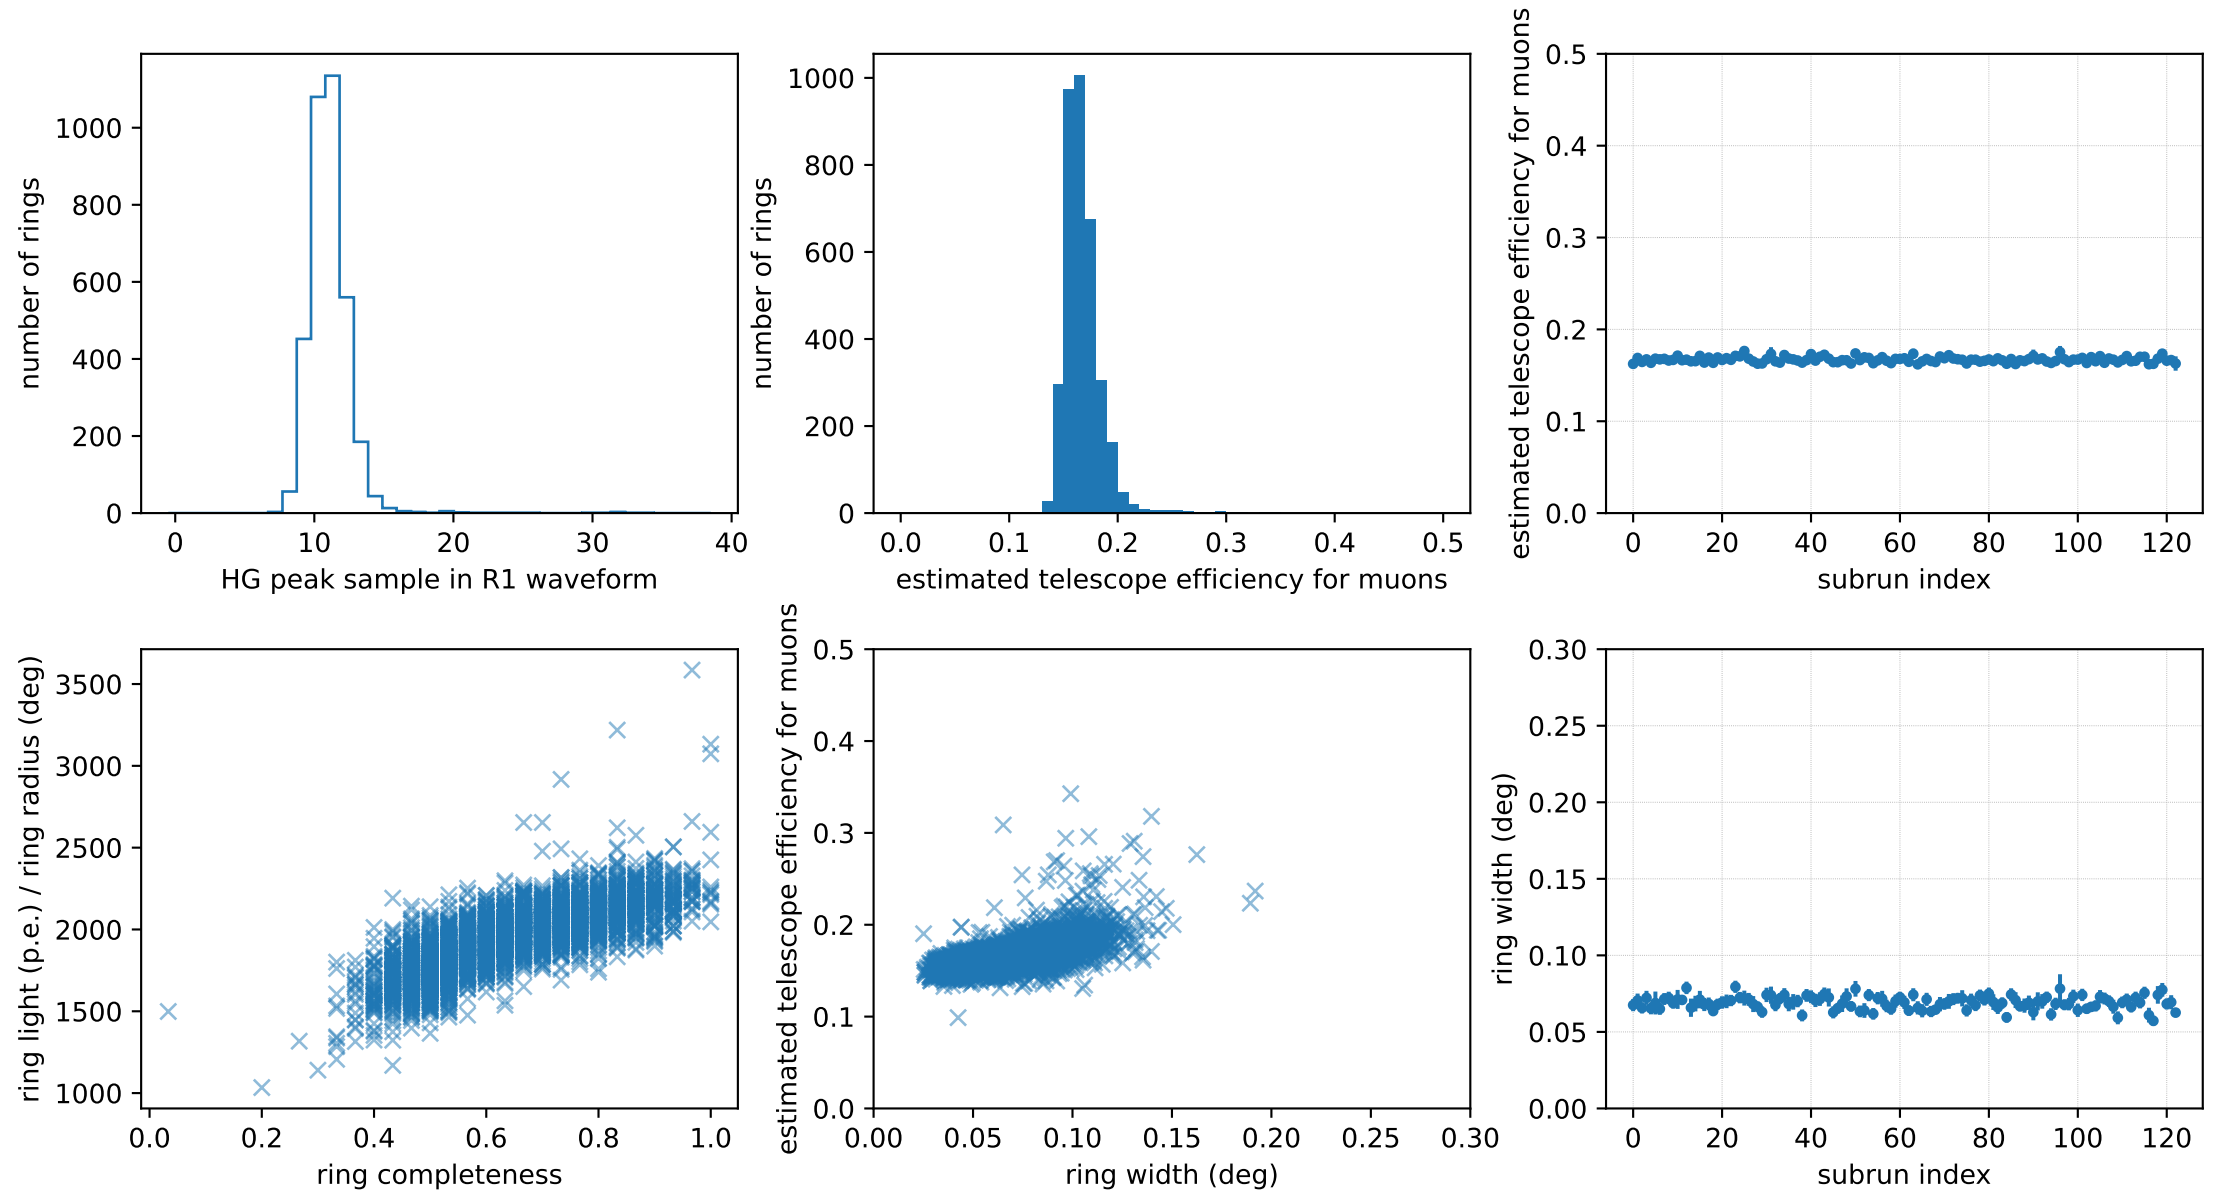 number of rings
1000
800
600
400
200
0
0 10 20 30 40
HG peak sample in R1 waveform
number of rings
1000
800
600
400
200
0
0.0 0.1 0.2 0.3 0.4 0.5
estimated telescope efficiency for muons
estimated telescope efficiency for muons
0.5
0.4
0.3
0.2
0.1
0.0
0 20 40 60 80 100 120
subrun index
ring light (p.e.) / ring radius (deg)
3500
3000
2500
2000
1500
1000
0.0 0.2 0.4 0.6 0.8 1.0
ring completeness
estimated telescope efficiency for muons
0.5
0.4
0.3
0.2
0.1
0.0
0.00 0.05 0.10 0.15 0.20 0.25 0.30
ring width (deg)
ring width (deg)
0.30
0.25
0.20
0.15
0.10
0.05
0.00
0 20 40 60 80 100 120
subrun index